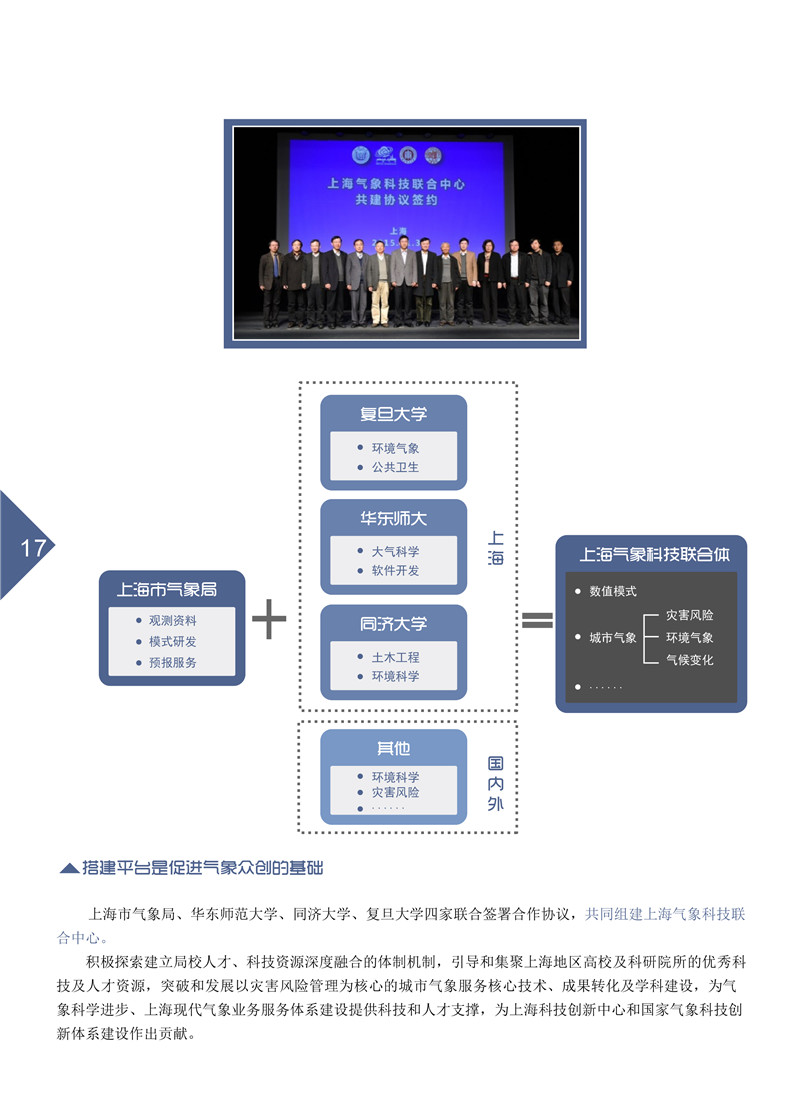 上海气象科技联合中心
共建协议签约
上海
复旦大学
环境气象
公共卫生
华东师大
大气科学
软件开发
同济大学
土木工程
环境科学
上海
17
上海市气象局
观测资料
模式研发
预报服务
+
=
上海气象科技联合体
数值模式
城市气象
灾害风险
环境气象
气候变化
······
其他
环境科学
灾害风险
······
国内外
搭建平台是促进气象众创的基础
上海市气象局、华东师范大学、同济大学、复旦大学四家联合签署合作协议，共同组建上海气象科技联
合中心。
积极探索建立局校人才、科技资源深度融合的体制机制，引导和集聚上海地区高校及科研院所的优秀科
技及人才资源，突破和发展以灾害风险管理为核心的城市气象服务核心技术、成果转化及学科建设，为气
象科学进步、上海现代气象业务服务体系建设提供科技和人才支撑，为上海科技创新中心和国家气象科技创
新体系建设作出贡献。